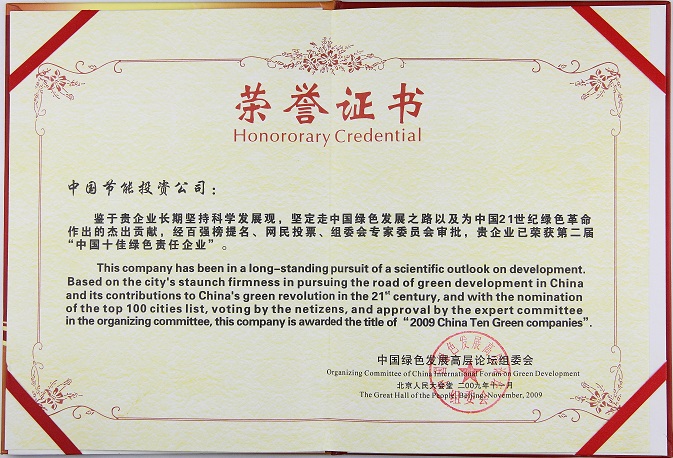 荣誉证书
Honororary Credential
中国节能投资公司：
鉴于贵企业长期坚持科学发展观，坚定走中国绿色发展之路以及为中国21世纪绿色革命
作出的杰出贡献，经百强榜提名、网民投票、组委会专家委员会审批，贵企业已荣获第二届
“中国十佳绿色责任企业”。
This company has been in a long-standing pursuit of a scientific outlook on development.
Based on the city's staunch firmness in pursuing the road of green development in China
and its contributions to China's green revolution in the 21st century, and with the nomination
of the top 100 cities list, voting by the netizens, and approval by the expert committee
in the organizing committee, this company is awarded the title of “2009 China Ten Green companies”.
中国绿色发展高层论坛组委会
Organizing Committee of China International Forum on Green Development
北京人民大会堂 二〇〇九年十一月
The Great Hall of the People, Beijing, November, 2009
色发展高
组委会